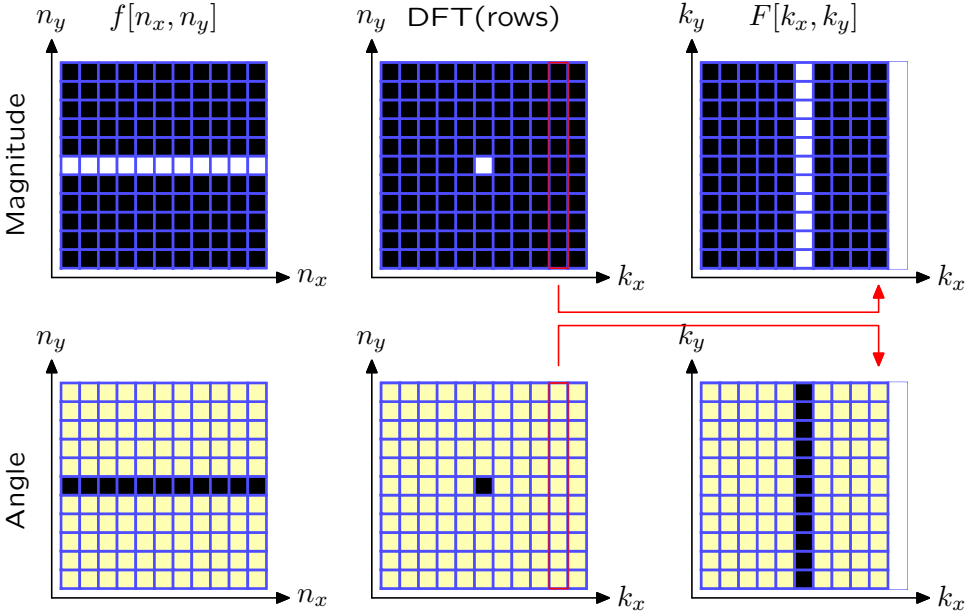 n_y f[n_x, n_y]
n_y DFT(rows)
k_y F[k_x, k_y]
Magnitude
n_x
k_x
k_x
n_y
n_y
k_y
Angle
n_x
k_x
k_x